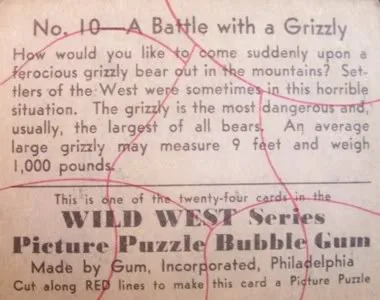 No. 10—A Battle with a Grizzly
How would you like to come suddenly upon a
ferocious grizzly bear out in the mountains? Set-
tlers of the West were sometimes in this horrible
situation. The grizzly is the most dangerous and,
usually, the largest of all bears. An average
large grizzly may measure 9 feet and weigh
1,000 pounds.
This is one of the twenty-four cards in the
WILD WEST Series
Picture Puzzle Bubble Gum
Made by Gum, Incorporated, Philadelphia
Cut along RED lines to make this card a Picture Puzzle